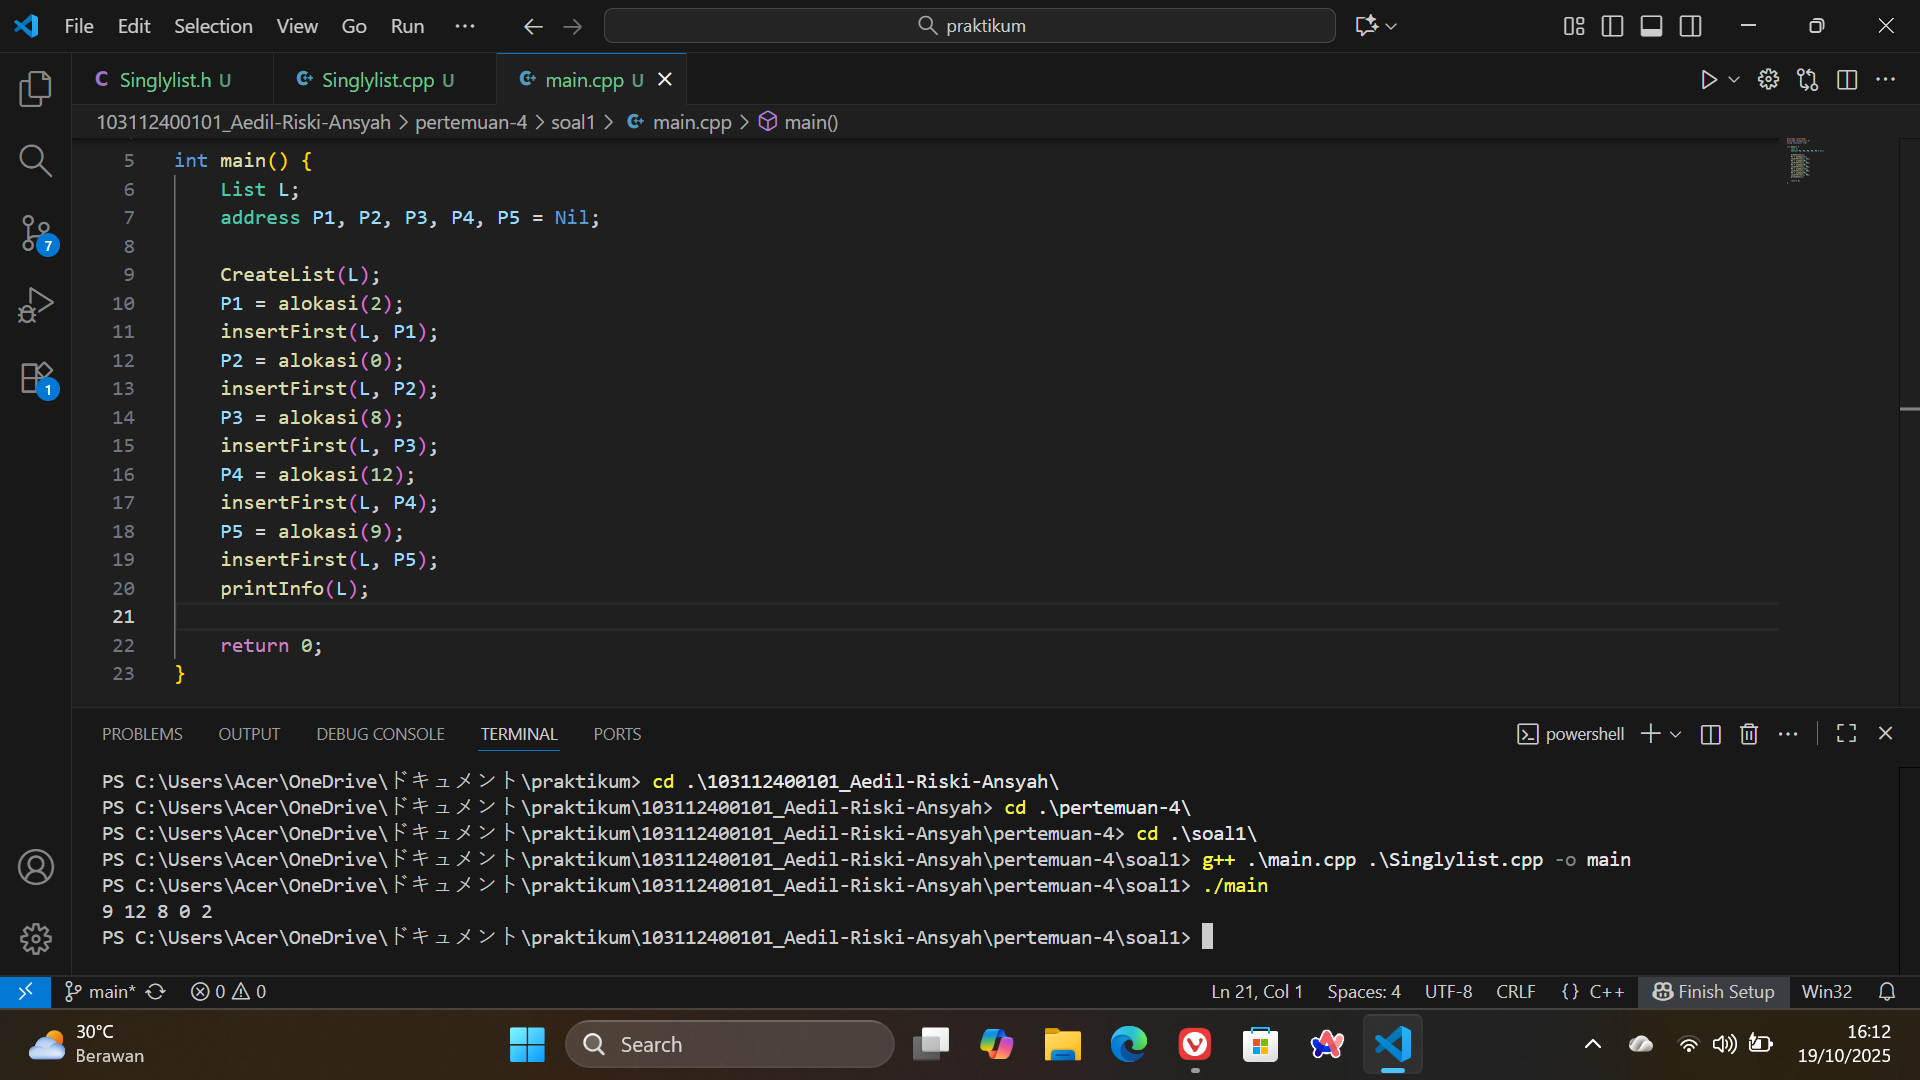 File Edit Selection View Go Run ··· praktikum
Singlylist.h U Singlylist.cpp U main.cpp U
103112400101_Aedil-Riski-Ansyah > pertemuan-4 > soal1 > main.cpp > main()
5 int main() {
6 List L;
7 address P1, P2, P3, P4, P5 = Nil;
8
9 CreateList(L);
10 P1 = alokasi(2);
11 insertFirst(L, P1);
12 P2 = alokasi(0);
13 insertFirst(L, P2);
14 P3 = alokasi(8);
15 insertFirst(L, P3);
16 P4 = alokasi(12);
17 insertFirst(L, P4);
18 P5 = alokasi(9);
19 insertFirst(L, P5);
20 printInfo(L);
21
22 return 0;
23 }
7
1
PROBLEMS OUTPUT DEBUG CONSOLE TERMINAL PORTS powershell
PS C:\Users\Acer\OneDrive\ドキュメント\praktikum> cd .\103112400101_Aedil-Riski-Ansyah\
PS C:\Users\Acer\OneDrive\ドキュメント\praktikum\103112400101_Aedil-Riski-Ansyah> cd .\pertemuan-4\
PS C:\Users\Acer\OneDrive\ドキュメント\praktikum\103112400101_Aedil-Riski-Ansyah\pertemuan-4> cd .\soal1\
PS C:\Users\Acer\OneDrive\ドキュメント\praktikum\103112400101_Aedil-Riski-Ansyah\pertemuan-4\soal1> g++ .\main.cpp .\Singlylist.cpp -o main
PS C:\Users\Acer\OneDrive\ドキュメント\praktikum\103112400101_Aedil-Riski-Ansyah\pertemuan-4\soal1> ./main
9 12 8 0 2
PS C:\Users\Acer\OneDrive\ドキュメント\praktikum\103112400101_Aedil-Riski-Ansyah\pertemuan-4\soal1>
main* 0 0 Ln 21, Col 1 Spaces: 4 UTF-8 CRLF {} C++ Finish Setup Win32
30°C
Berawan
Search
16:12
19/10/2025